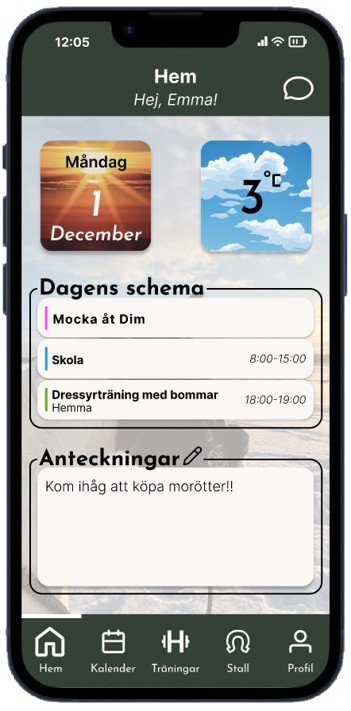 12:05
Hem
Hej, Emma!
Måndag
1
December
3°C
Dagens schema
Mocka åt Dim
Skola 8:00-15:00
Dressyrträning med bommar 18:00-19:00
Hemma
Anteckningar
Kom ihåg att köpa morötter!!
Hem Kalender Träningar Stall Profil